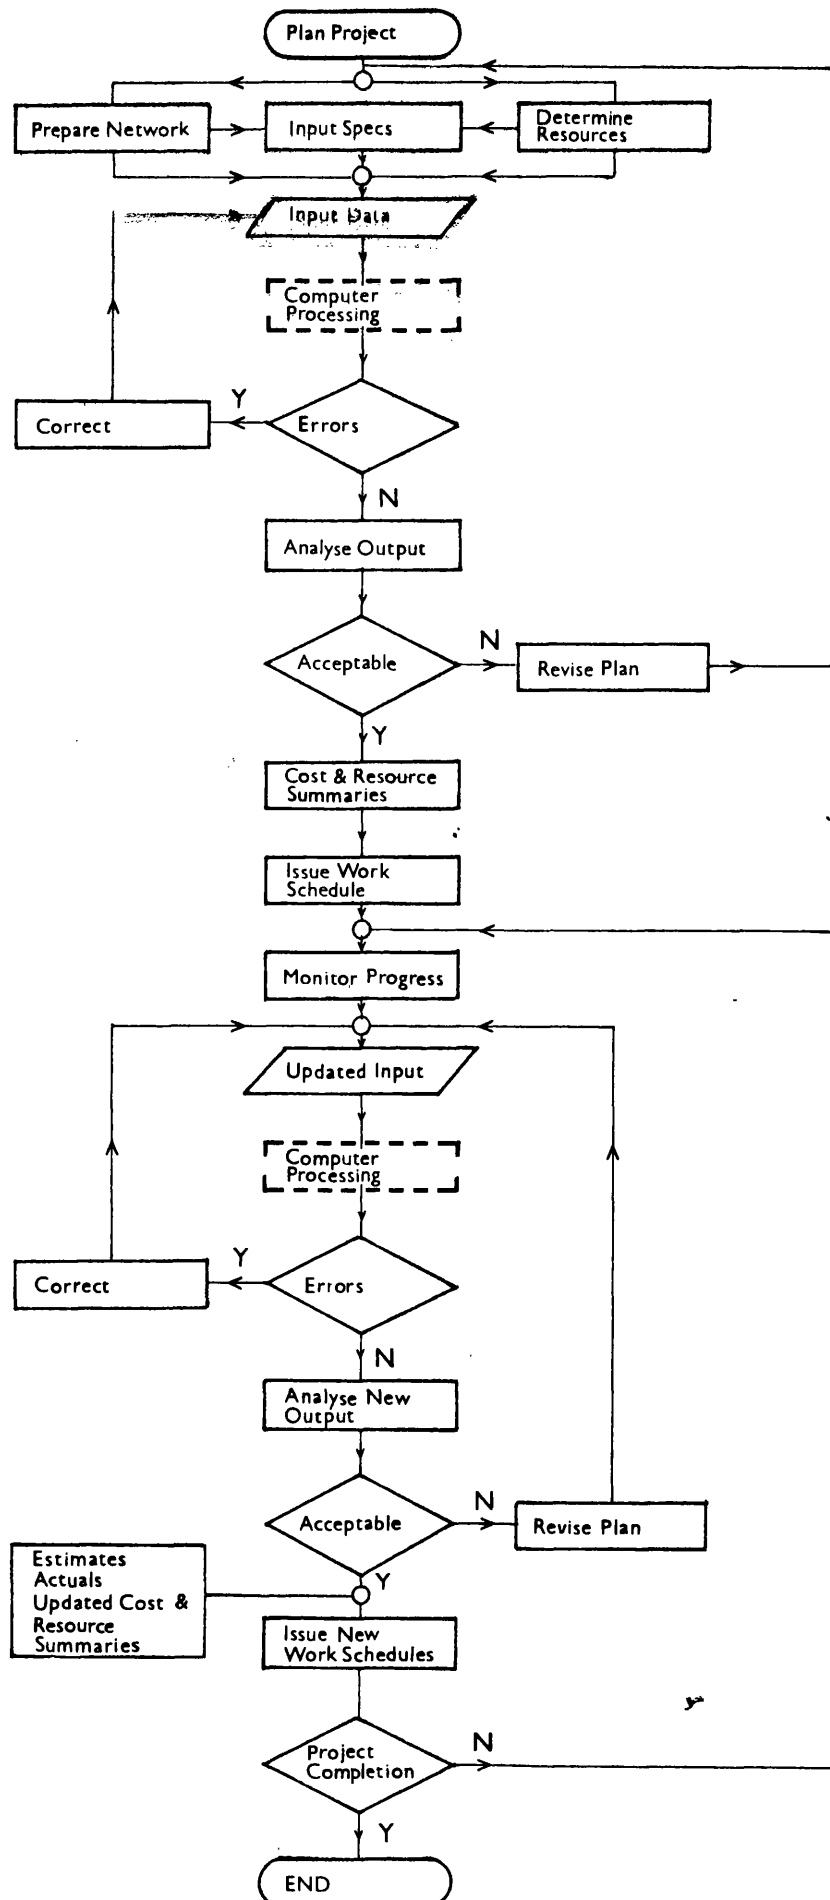 Plan Project
Prepare Network
Input Specs
Determine
Resources
Input Data
Computer
Processing
Y
Errors
Correct
N
Analyse Output
Acceptable
N
Revise Plan
Y
Cost & Resource
Summaries
Issue Work
Schedule
Monitor Progress
Updated Input
Computer
Processing
Y
Errors
Correct
N
Analyse New
Output
Acceptable
N
Revise Plan
Y
Estimates
Actuals
Updated Cost &
Resource
Summaries
Issue New
Work Schedules
Project
Completion
N
Y
END